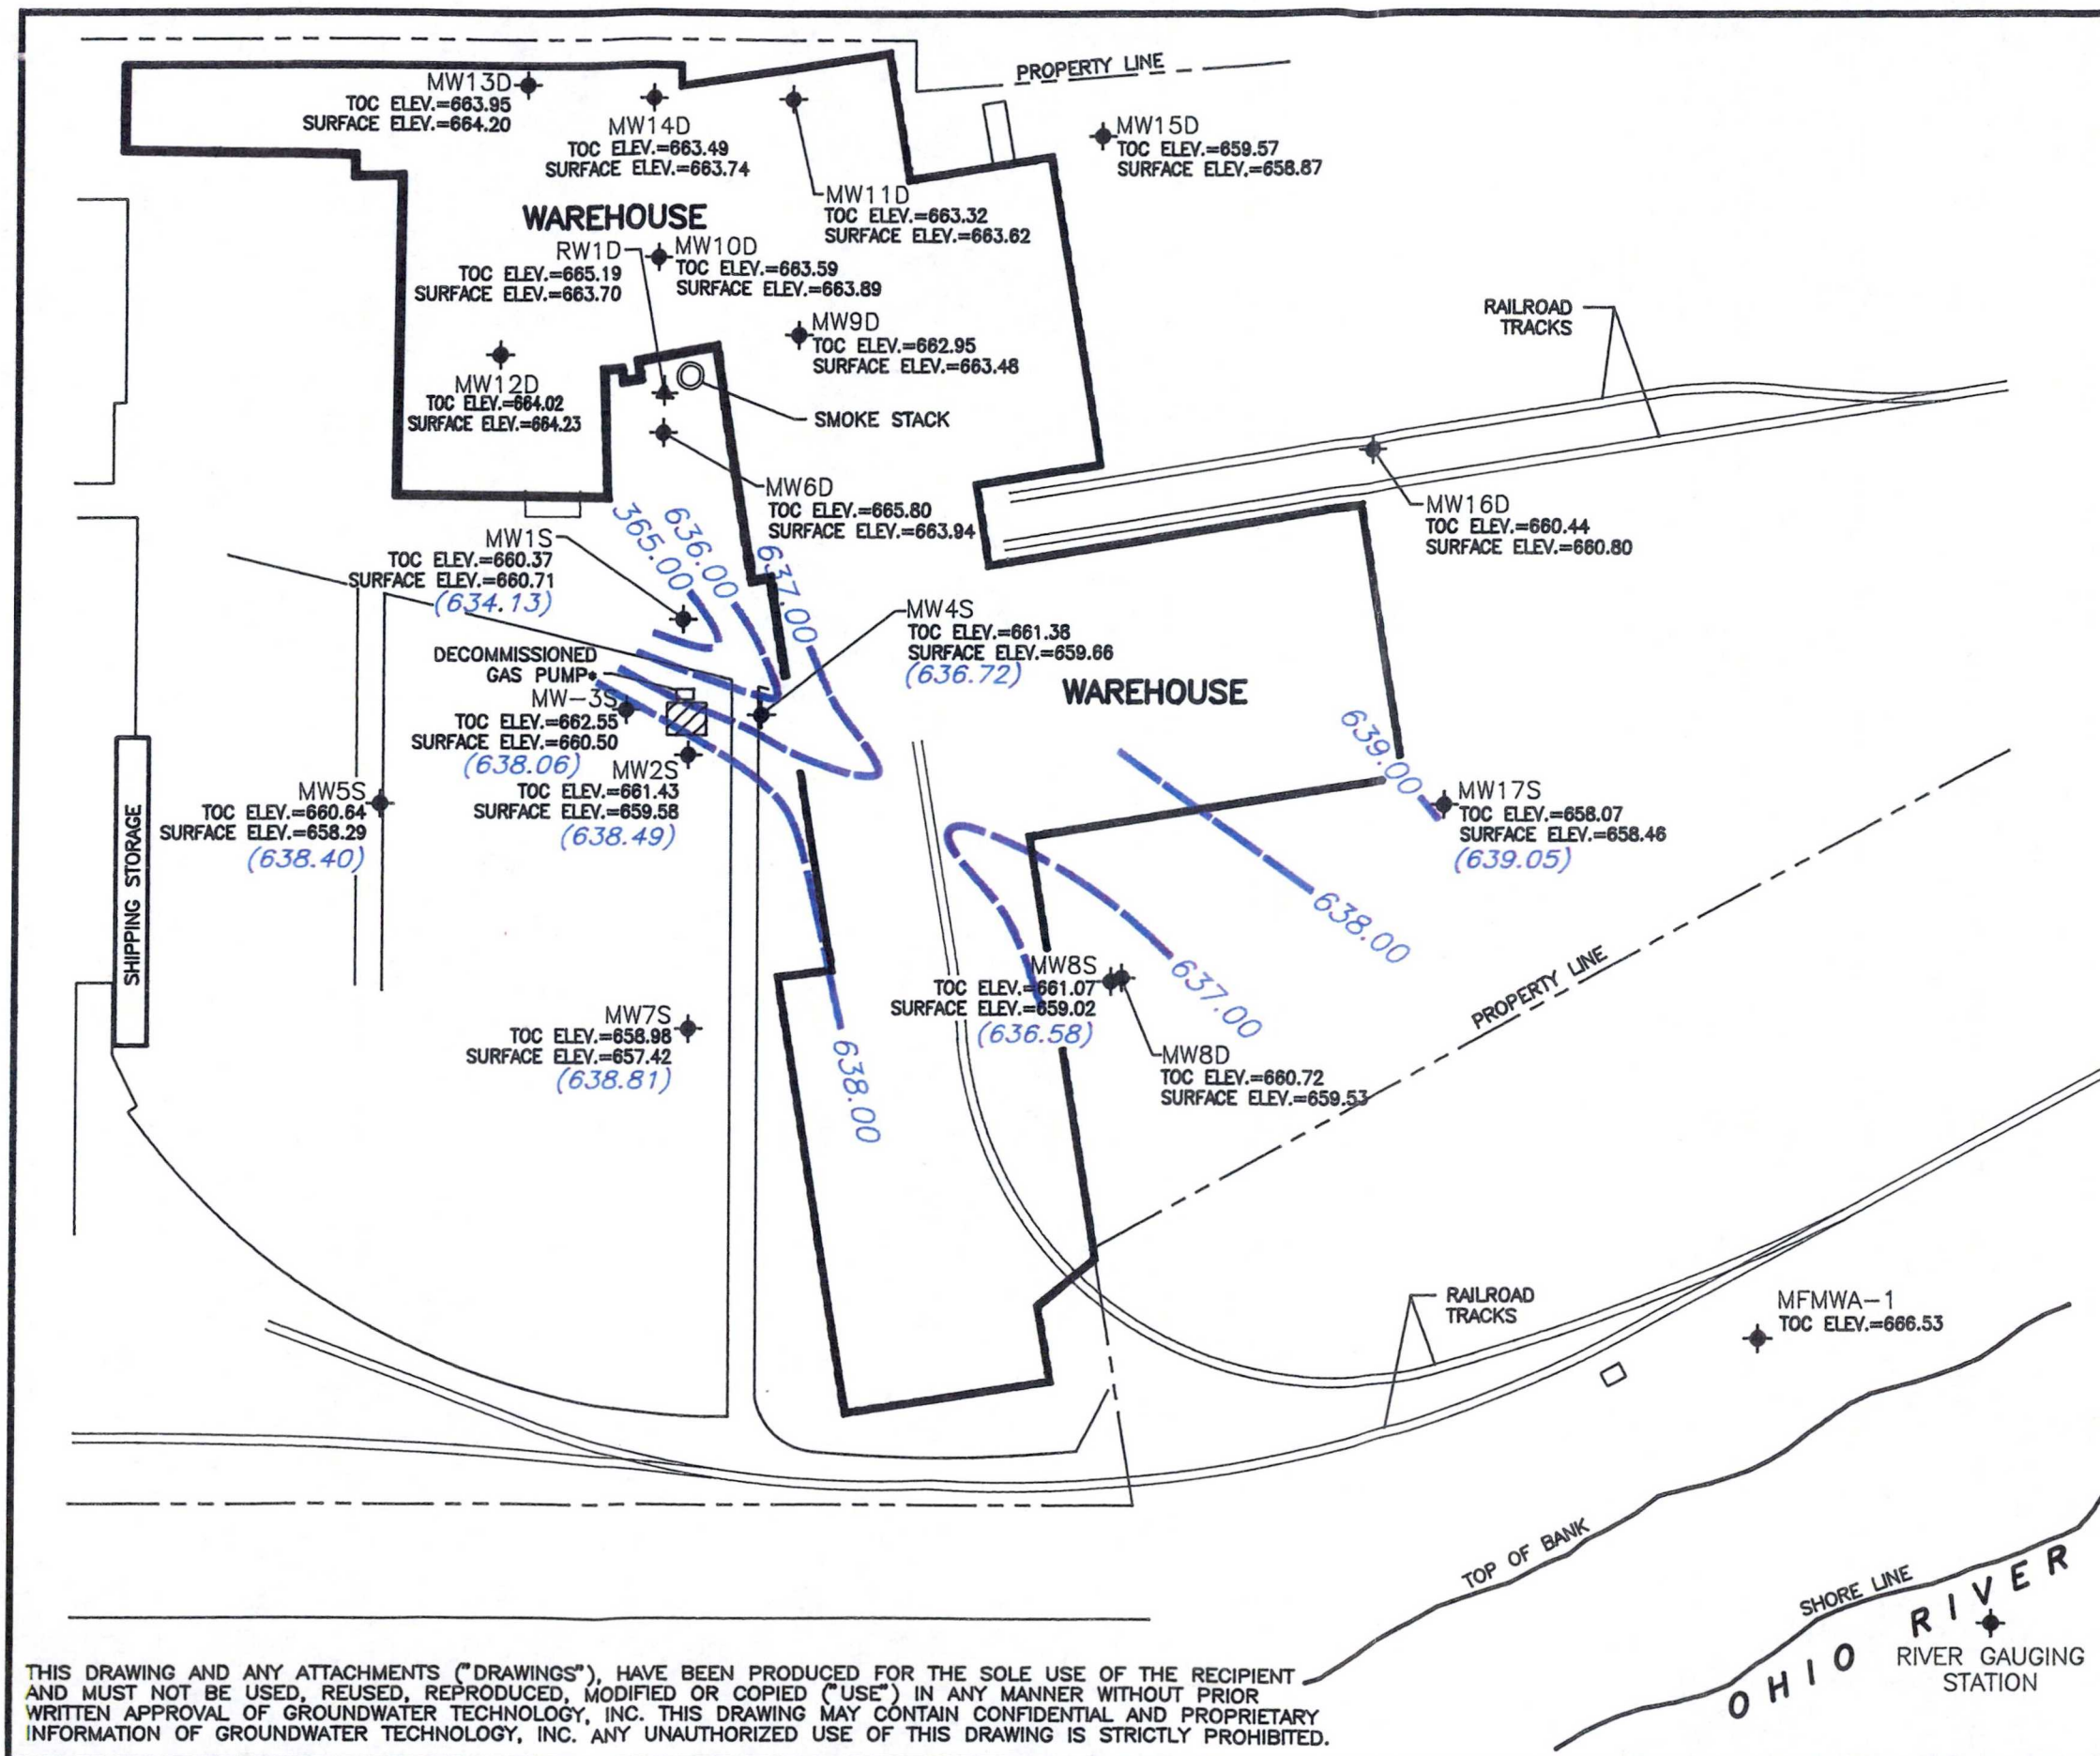 PROPERTY LINE
MW13D
TOC ELEV.=663.95
SURFACE ELEV.=664.20
MW14D
TOC ELEV.=663.49
SURFACE ELEV.=663.74
MW15D
TOC ELEV.=659.57
SURFACE ELEV.=658.87
MW11D
TOC ELEV.=663.32
SURFACE ELEV.=663.62
WAREHOUSE
RW1D
TOC ELEV.=665.19
SURFACE ELEV.=663.70
MW10D
TOC ELEV.=663.59
SURFACE ELEV.=663.89
MW9D
TOC ELEV.=662.95
SURFACE ELEV.=663.48
RAILROAD
TRACKS
MW12D
TOC ELEV.=664.02
SURFACE ELEV.=664.23
SMOKE STACK
MW6D
TOC ELEV.=665.80
SURFACE ELEV.=663.94
MW16D
TOC ELEV.=660.44
SURFACE ELEV.=660.80
365.00
636.00
637.00
MW1S
TOC ELEV.=660.37
SURFACE ELEV.=660.71
(634.13)
MW4S
TOC ELEV.=661.38
SURFACE ELEV.=659.66
(636.72)
DECOMMISSIONED
GAS PUMP
WAREHOUSE
MW-3S
TOC ELEV.=662.55
SURFACE ELEV.=660.50
(638.06)
MW2S
TOC ELEV.=661.43
SURFACE ELEV.=659.58
(638.49)
639.00
MW5S
TOC ELEV.=660.64
SURFACE ELEV.=658.29
(638.40)
MW17S
TOC ELEV.=658.07
SURFACE ELEV.=658.46
(639.05)
SHIPPING STORAGE
638.00
MW8S
TOC ELEV.=661.07
SURFACE ELEV.=659.02
(636.58)
637.00
PROPERTY LINE
MW7S
TOC ELEV.=658.98
SURFACE ELEV.=657.42
(638.81)
638.00
MW8D
TOC ELEV.=660.72
SURFACE ELEV.=659.53
RAILROAD
TRACKS
MFMWA-1
TOC ELEV.=666.53
TOP OF BANK
SHORE LINE
OHIO RIVER
RIVER GAUGING
STATION
THIS DRAWING AND ANY ATTACHMENTS ("DRAWINGS"), HAVE BEEN PRODUCED FOR THE SOLE USE OF THE RECIPIENT
AND MUST NOT BE USED, REUSED, REPRODUCED, MODIFIED OR COPIED ("USE") IN ANY MANNER WITHOUT PRIOR
WRITTEN APPROVAL OF GROUNDWATER TECHNOLOGY, INC. THIS DRAWING MAY CONTAIN CONFIDENTIAL AND PROPRIETARY
INFORMATION OF GROUNDWATER TECHNOLOGY, INC. ANY UNAUTHORIZED USE OF THIS DRAWING IS STRICTLY PROHIBITED.